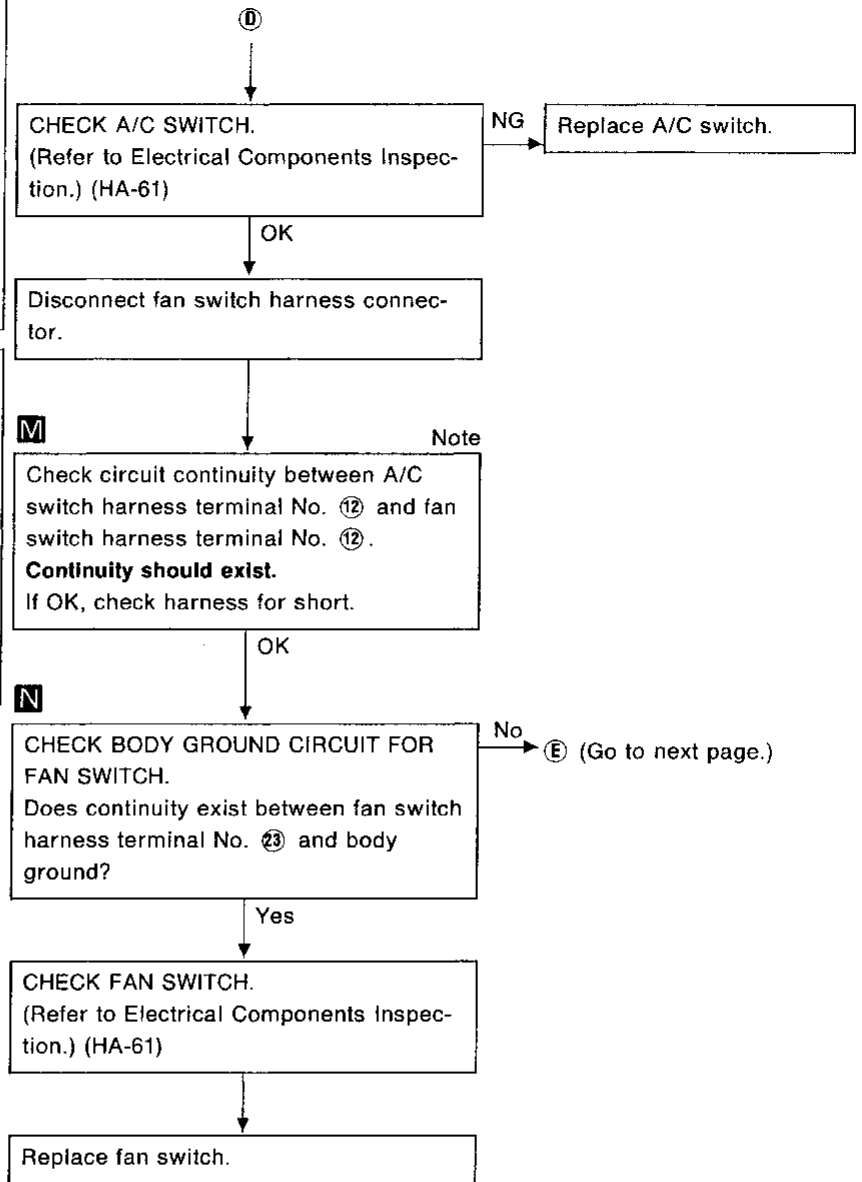 Ⓓ
CHECK A/C SWITCH.
(Refer to Electrical Components Inspec-
tion.) (HA-61)
NG
Replace A/C switch.
OK
Disconnect fan switch harness connec-
tor.
M
Note
Check circuit continuity between A/C
switch harness terminal No. ⑫ and fan
switch harness terminal No. ⑫.
Continuity should exist.
If OK, check harness for short.
OK
N
CHECK BODY GROUND CIRCUIT FOR
FAN SWITCH.
Does continuity exist between fan switch
harness terminal No. ㉓ and body
ground?
No
Ⓔ (Go to next page.)
Yes
CHECK FAN SWITCH.
(Refer to Electrical Components Inspec-
tion.) (HA-61)
Replace fan switch.